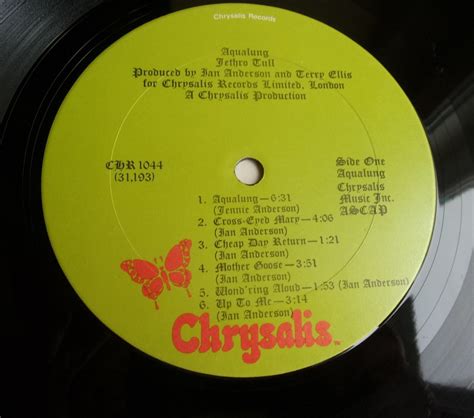 Chrysalis Records
Aqualung
Jethro Tull
Produced by Ian Anderson and Terry Ellis
for Chrysalis Records Limited, London
A Chrysalis Production
CHR 1044
(31,193)
Side One
Aqualung
Chrysalis
Music Inc.
ASCAP
1. Aqualung—6:31
(Jennie Anderson)
2. Cross-Eyed Mary—4:06
(Ian Anderson)
3. Cheap Day Return—1:21
(Ian Anderson)
4. Mother Goose—3:51
(Ian Anderson)
5. Wond'ring Aloud—1:53 (Ian Anderson)
6. Up To Me—3:14
(Ian Anderson)
Chrysalis TM